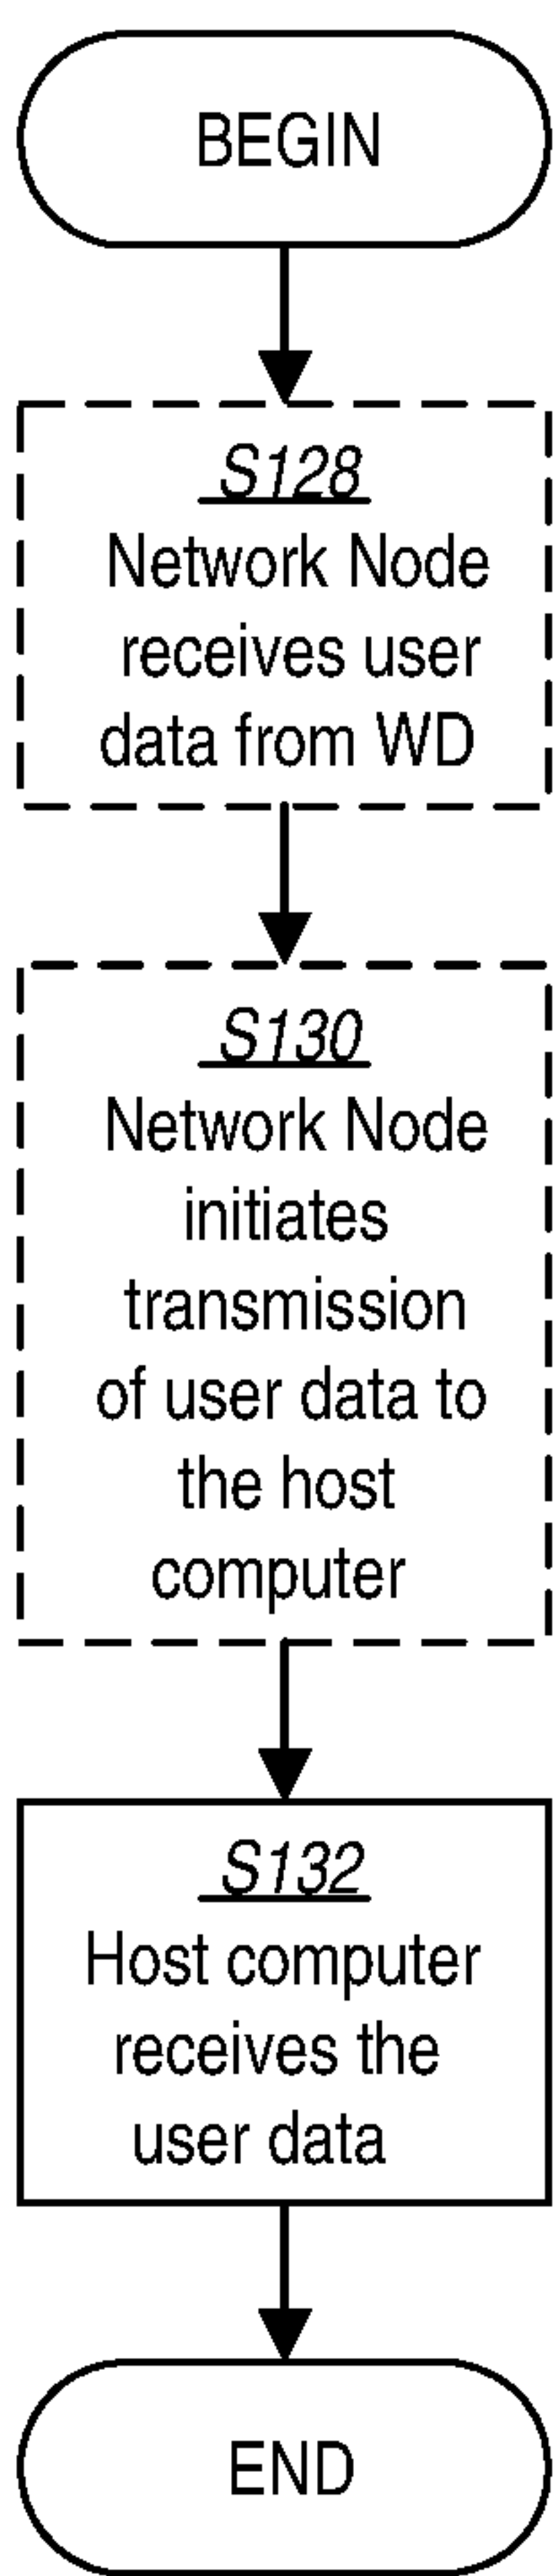 BEGIN
S128
Network Node
receives user
data from WD
S130
Network Node
initiates
transmission
of user data to
the host
computer
S132
Host computer
receives the
user data
END